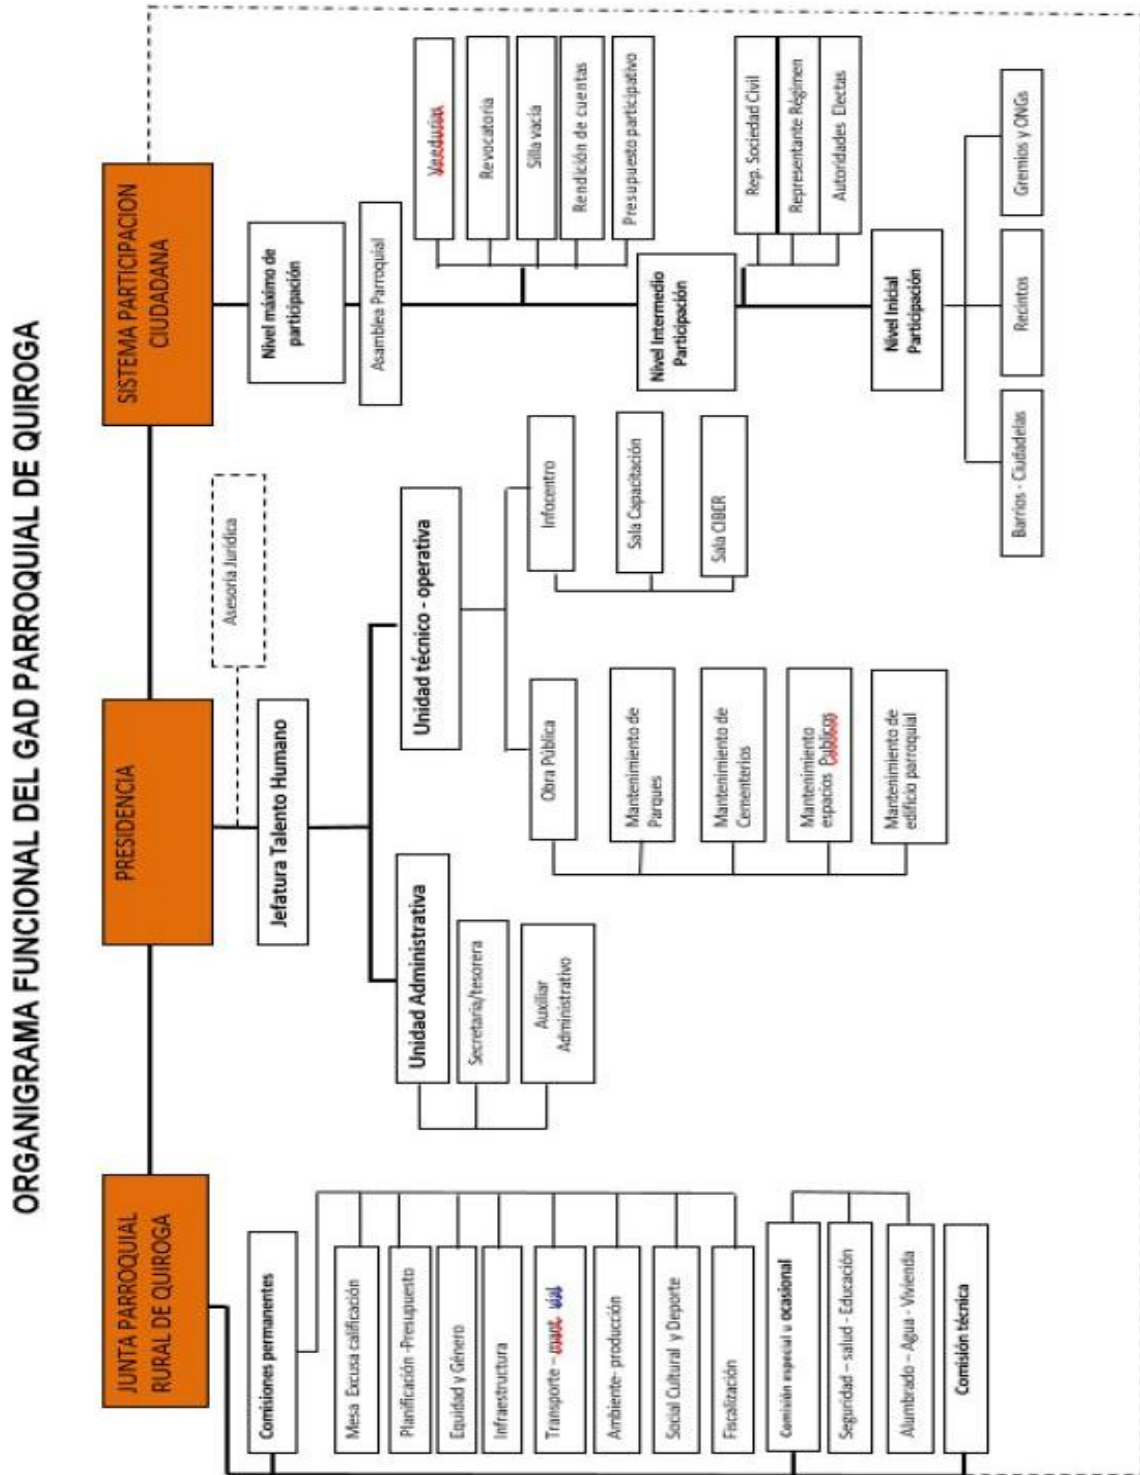 ORGANIGRAMA FUNCIONAL DEL GAD PARROQUIAL DE QUIROGA
JUNTA PARROQUIAL
RURAL DE QUIROGA
Comisiones permanentes
Mesa Excusa calificación
Planificación -Presupuesto
Equidad y Género
Infraestructura
Transporte – mant. vial
Ambiente- producción
Social Cultural y Deporte
Fiscalización
Comisión especial u ocasional
Seguridad – salud - Educación
Alumbrado – Agua - Vivienda
Comisión técnica
PRESIDENCIA
Asesoría Jurídica
Jefatura Talento Humano
Unidad Administrativa
Secretaria/tesorera
Auxiliar
Administrativo
Unidad técnico - operativa
Obra Pública
Mantenimiento de
Parques
Mantenimiento de
Cementerios
Mantenimiento
espacios Publicos
Mantenimiento de
edificio parroquial
Infocentro
Sala Capacitación
Sala CIBER
SISTEMA PARTICIPACION
CIUDADANA
Nivel máximo de
participación
Asamblea Parroquial
Veedurias
Revocatoria
Silla vacía
Rendición de cuentas
Presupuesto participativo
Nivel Intermedio
Participación
Rep. Sociedad Civil
Representante Régimen
Autoridades Electas
Nivel Inicial
Participación
Barrios - Ciudadelas
Recintos
Gremios y ONGs